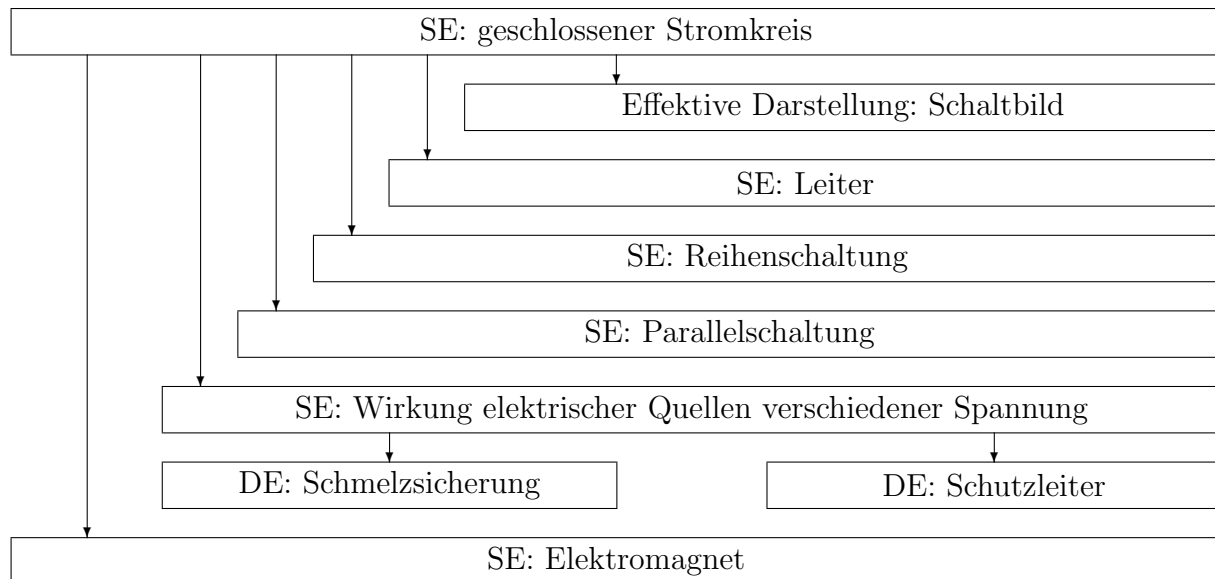 SE: geschlossener Stromkreis
Effektive Darstellung: Schaltbild
SE: Leiter
SE: Reihenschaltung
SE: Parallelschaltung
SE: Wirkung elektrischer Quellen verschiedener Spannung
DE: Schmelzsicherung
DE: Schutzleiter
SE: Elektromagnet